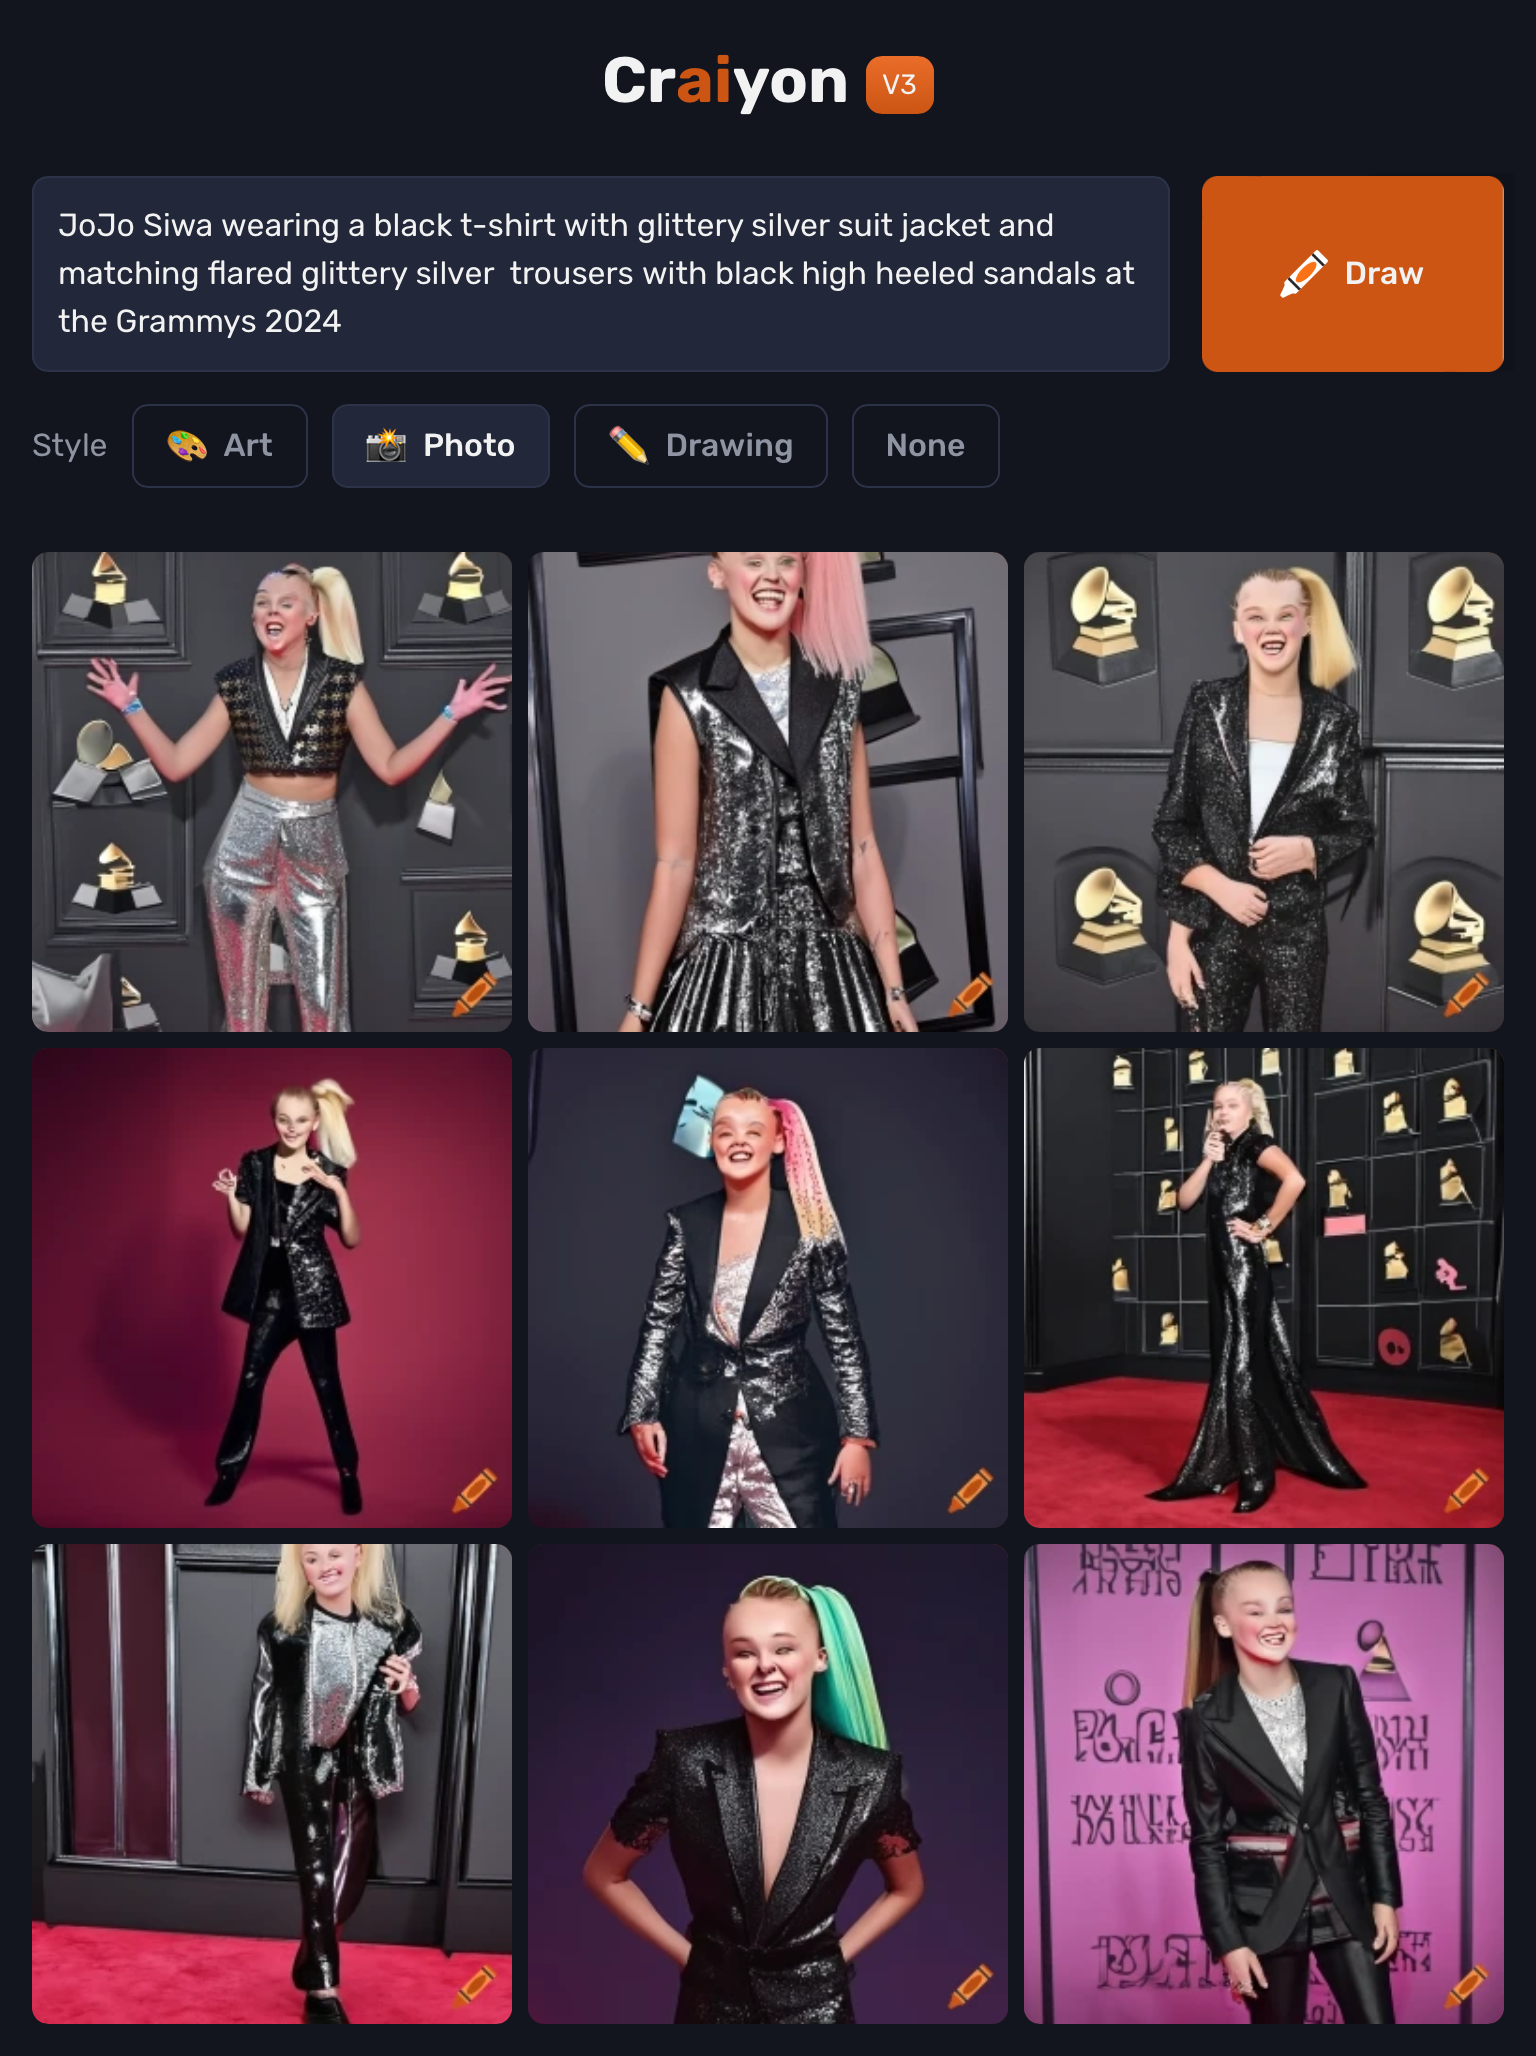 Craiyon V3
JoJo Siwa wearing a black t-shirt with glittery silver suit jacket and
matching flared glittery silver  trousers with black high heeled sandals at
the Grammys 2024
Draw
Style Art Photo Drawing None